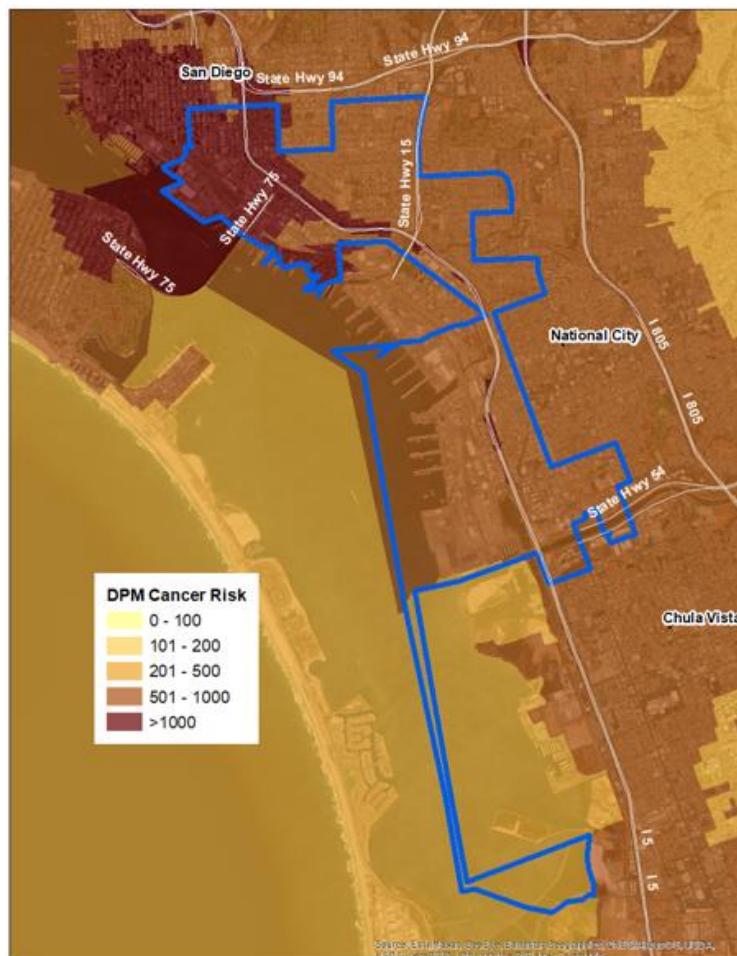 State Hwy 94
San Diego
State Hwy 94
State Hwy 15
State Hwy 75
State Hwy 75
National City
I 805
I 805
State Hwy 54
DPM Cancer Risk
0 - 100
101 - 200
201 - 500
501 - 1000
>1000
Chula Vista
I 5
I 5